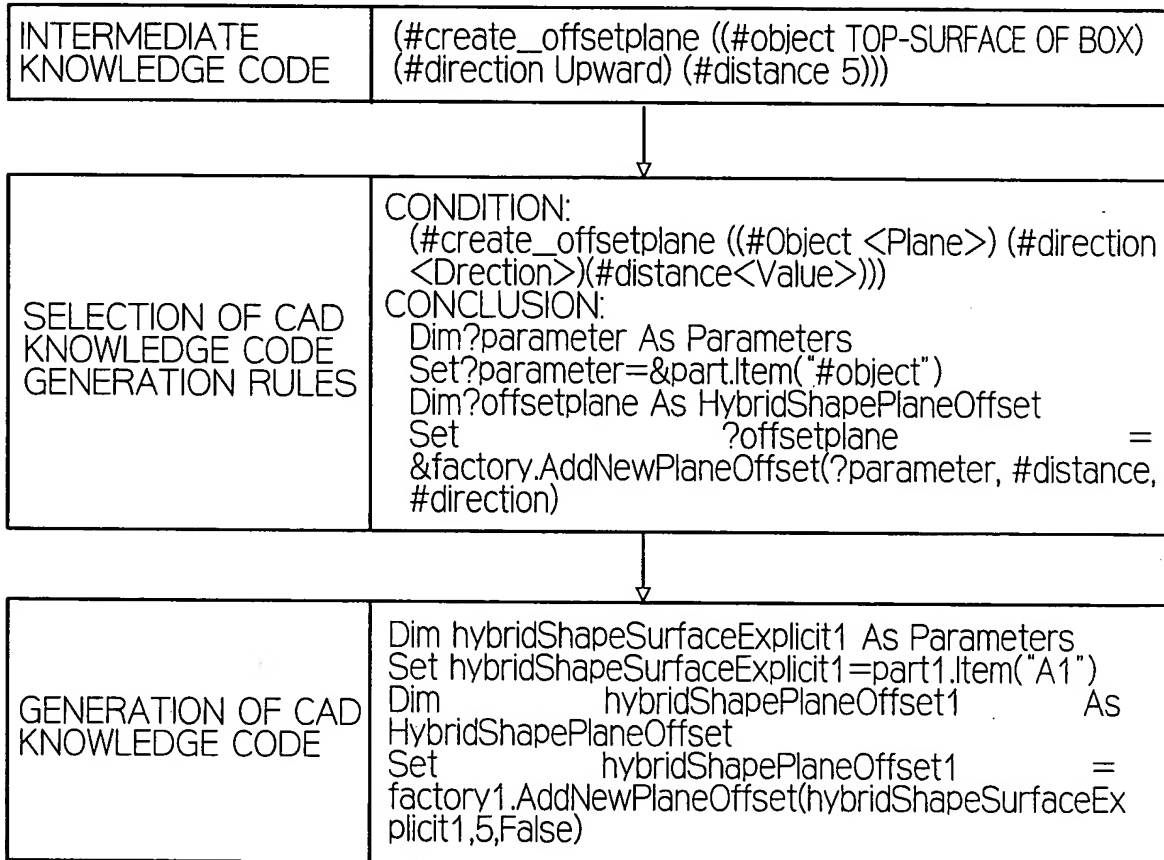 INTERMEDIATE
KNOWLEDGE CODE
(#create_offsetplane ((#object TOP-SURFACE OF BOX)
(#direction Upward) (#distance 5)))
SELECTION OF CAD
KNOWLEDGE CODE
GENERATION RULES
CONDITION:
(#create_offsetplane ((#Object <Plane>) (#direction
<Drection>)(#distance<Value>)))
CONCLUSION:
Dim?parameter As Parameters
Set?parameter=&part.Item("#object")
Dim?offsetplane As HybridShapePlaneOffset
Set ?offsetplane =
&factory.AddNewPlaneOffset(?parameter, #distance,
#direction)
GENERATION OF CAD
KNOWLEDGE CODE
Dim hybridShapeSurfaceExplicit1 As Parameters
Set hybridShapeSurfaceExplicit1=part1.Item("A1")
Dim hybridShapePlaneOffset1 As
HybridShapePlaneOffset
Set hybridShapePlaneOffset1 =
factory1.AddNewPlaneOffset(hybridShapeSurfaceEx
plicit1,5,False)